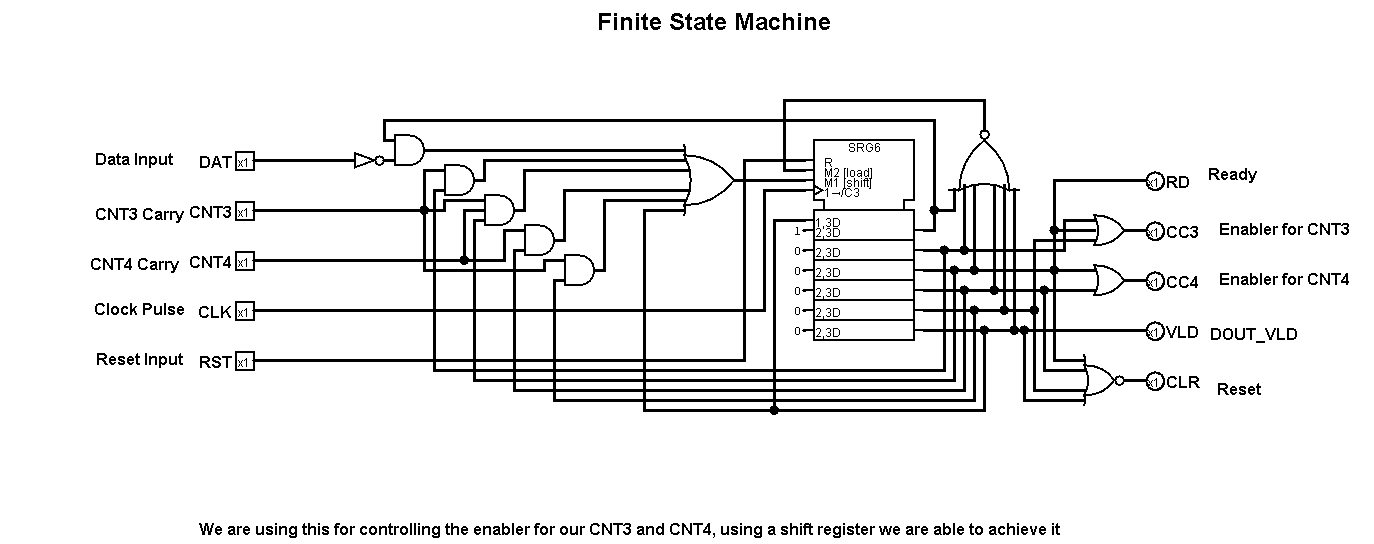 Finite State Machine
Data Input DAT x1
CNT3 Carry CNT3 x1
CNT4 Carry CNT4 x1
Clock Pulse CLK x1
Reset Input RST x1
SRG6
R
M2 [load]
M1 [shift]
1→/C3
1,3D
1 2,3D
0 2,3D
0 2,3D
0 2,3D
0 2,3D
0 2,3D
x1 RD Ready
x1 CC3 Enabler for CNT3
x1 CC4 Enabler for CNT4
x1 VLD DOUT_VLD
x1 CLR Reset
We are using this for controlling the enabler for our CNT3 and CNT4, using a shift register we are able to achieve it